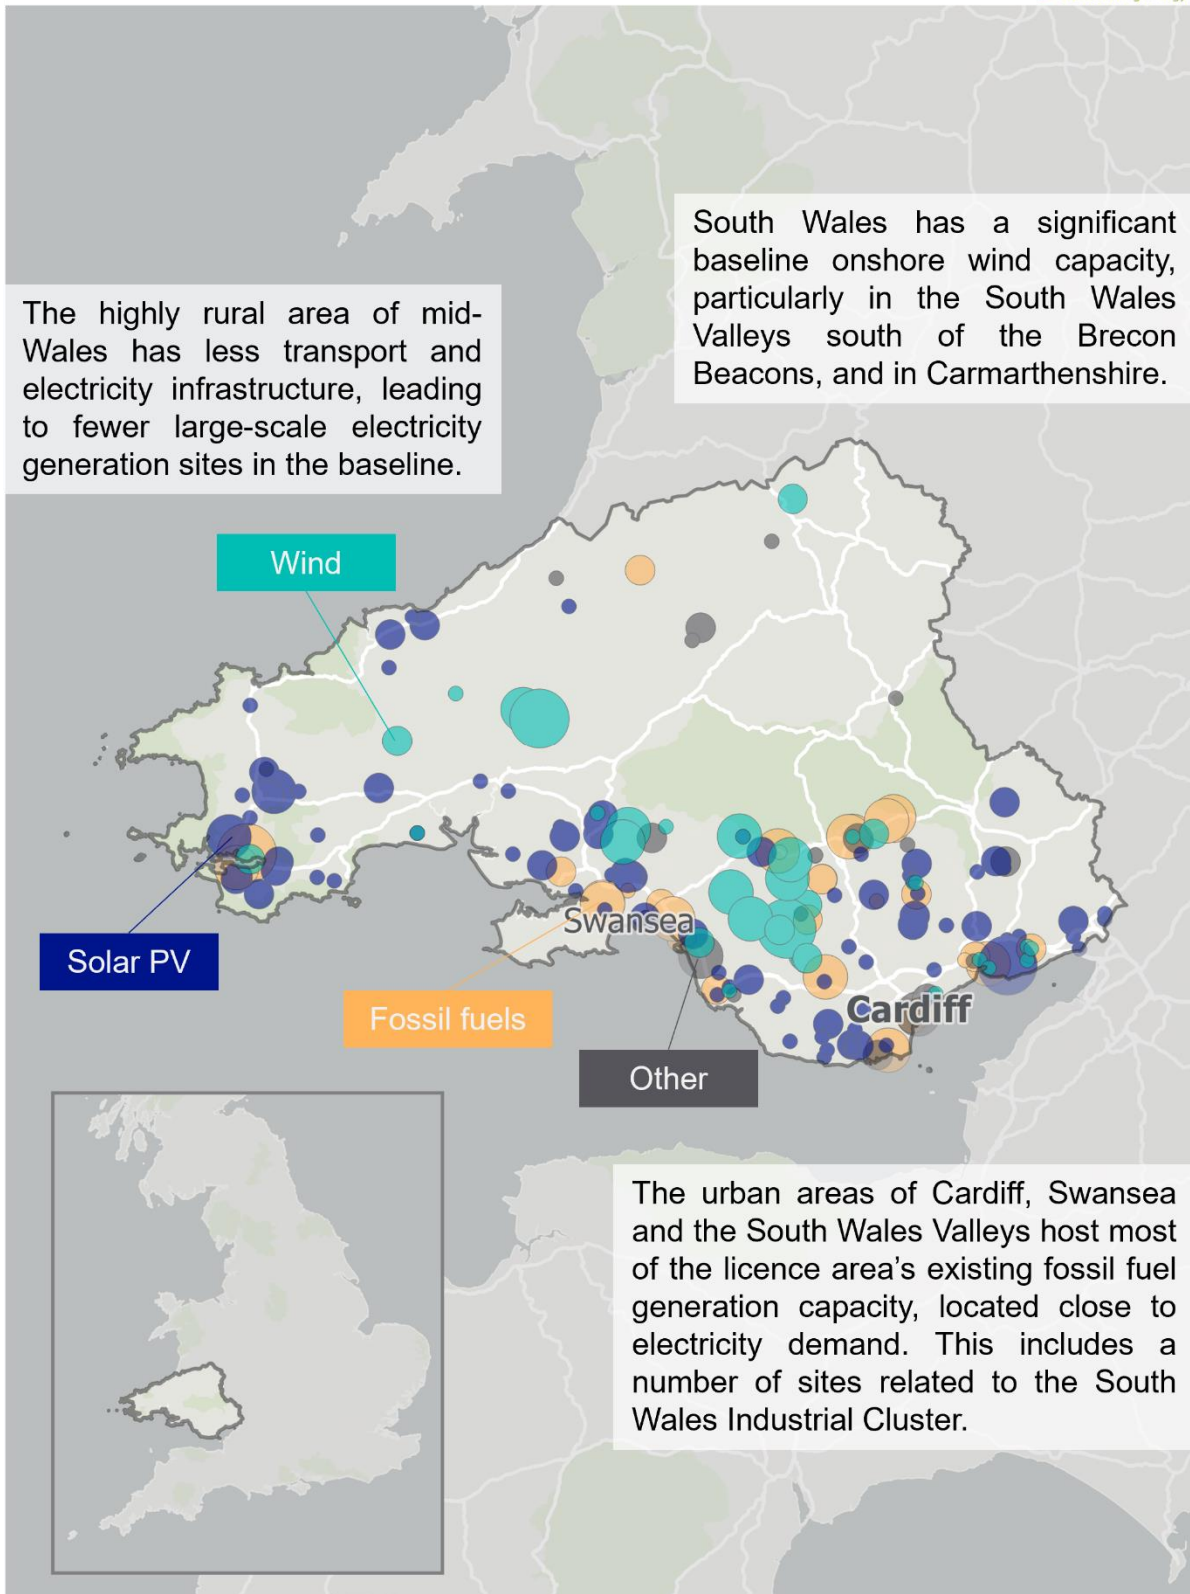 South Wales has a significant
baseline onshore wind capacity,
particularly in the South Wales
Valleys south of the Brecon
Beacons, and in Carmarthenshire.
The highly rural area of mid-
Wales has less transport and
electricity infrastructure, leading
to fewer large-scale electricity
generation sites in the baseline.
Wind
Swansea
Solar PV
Fossil fuels
Cardiff
Other
The urban areas of Cardiff, Swansea
and the South Wales Valleys host most
of the licence area's existing fossil fuel
generation capacity, located close to
electricity demand. This includes a
number of sites related to the South
Wales Industrial Cluster.